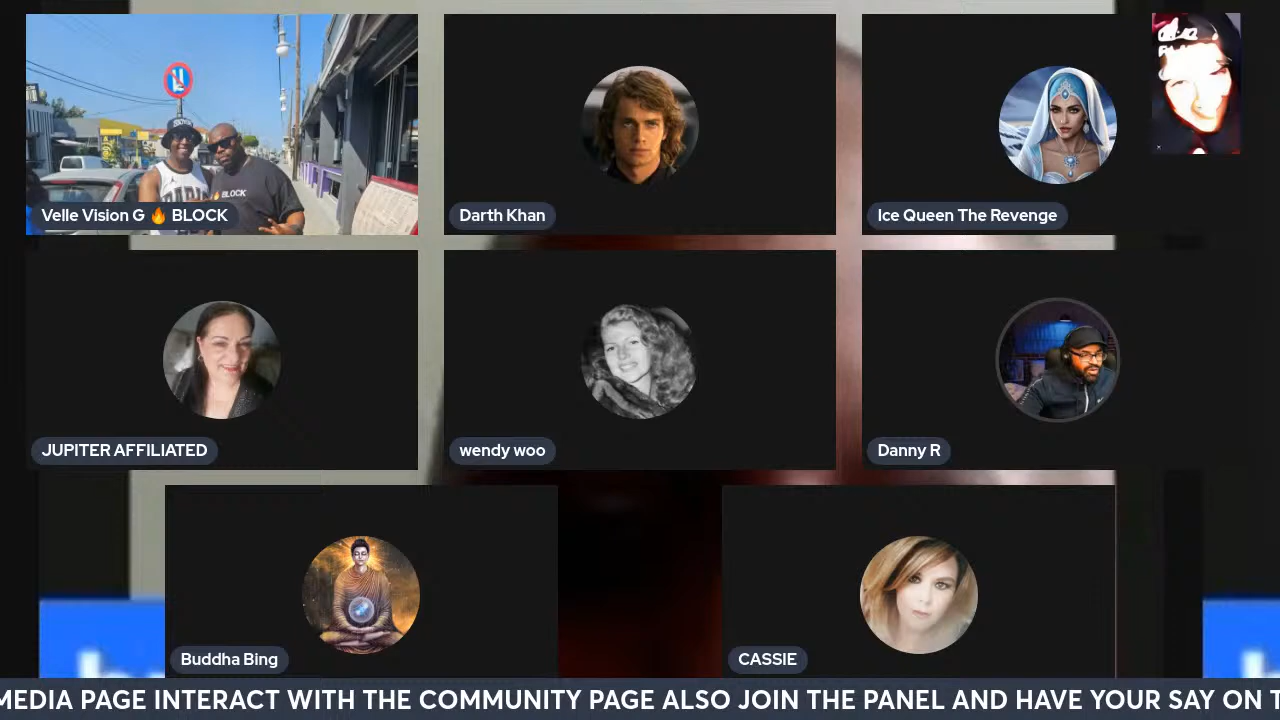 Velle Vision G 🔥 BLOCK
BLOCK
Darth Khan
Ice Queen The Revenge
JUPITER AFFILIATED
wendy woo
Danny R
Buddha Bing
CASSIE
MEDIA PAGE INTERACT WITH THE COMMUNITY PAGE ALSO JOIN THE PANEL AND HAVE YOUR SAY ON T